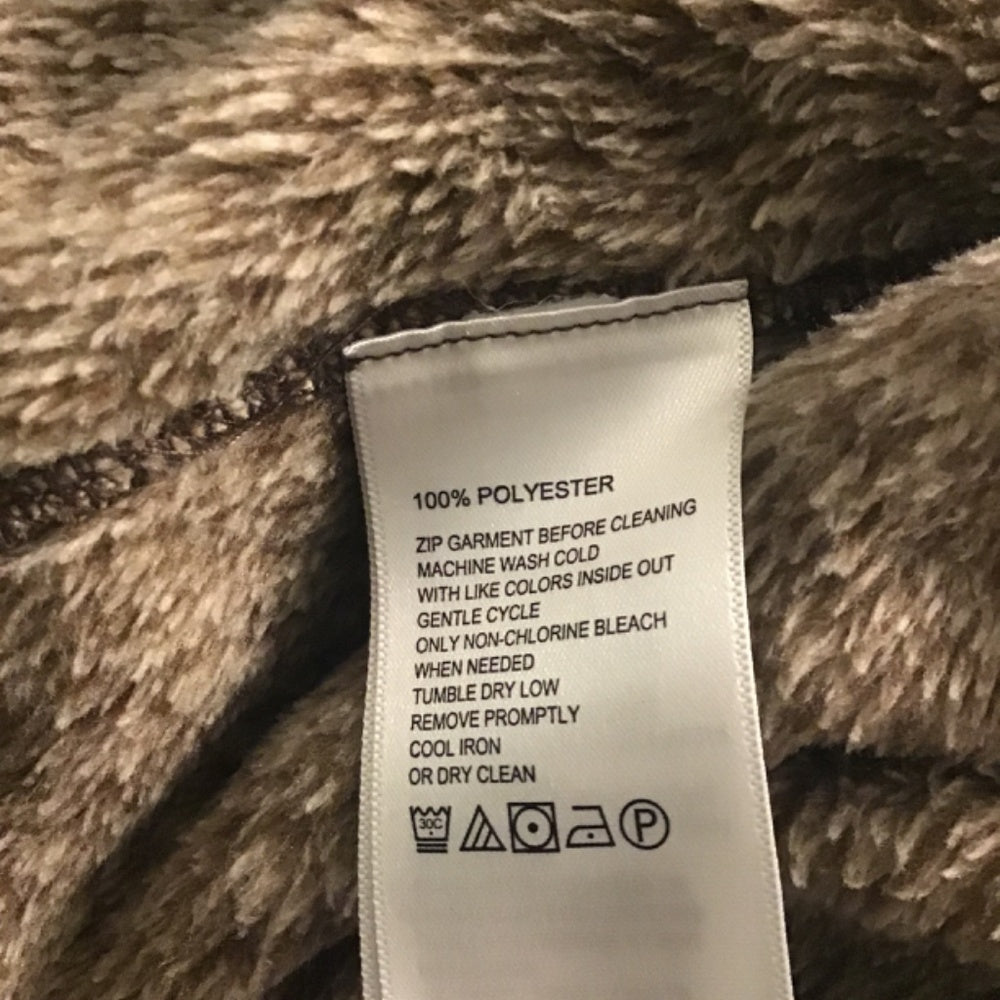 100% POLYESTER
ZIP GARMENT BEFORE CLEANING
MACHINE WASH COLD
WITH LIKE COLORS INSIDE OUT
GENTLE CYCLE
ONLY NON-CHLORINE BLEACH
WHEN NEEDED
TUMBLE DRY LOW
REMOVE PROMPTLY
COOL IRON
OR DRY CLEAN
30C P